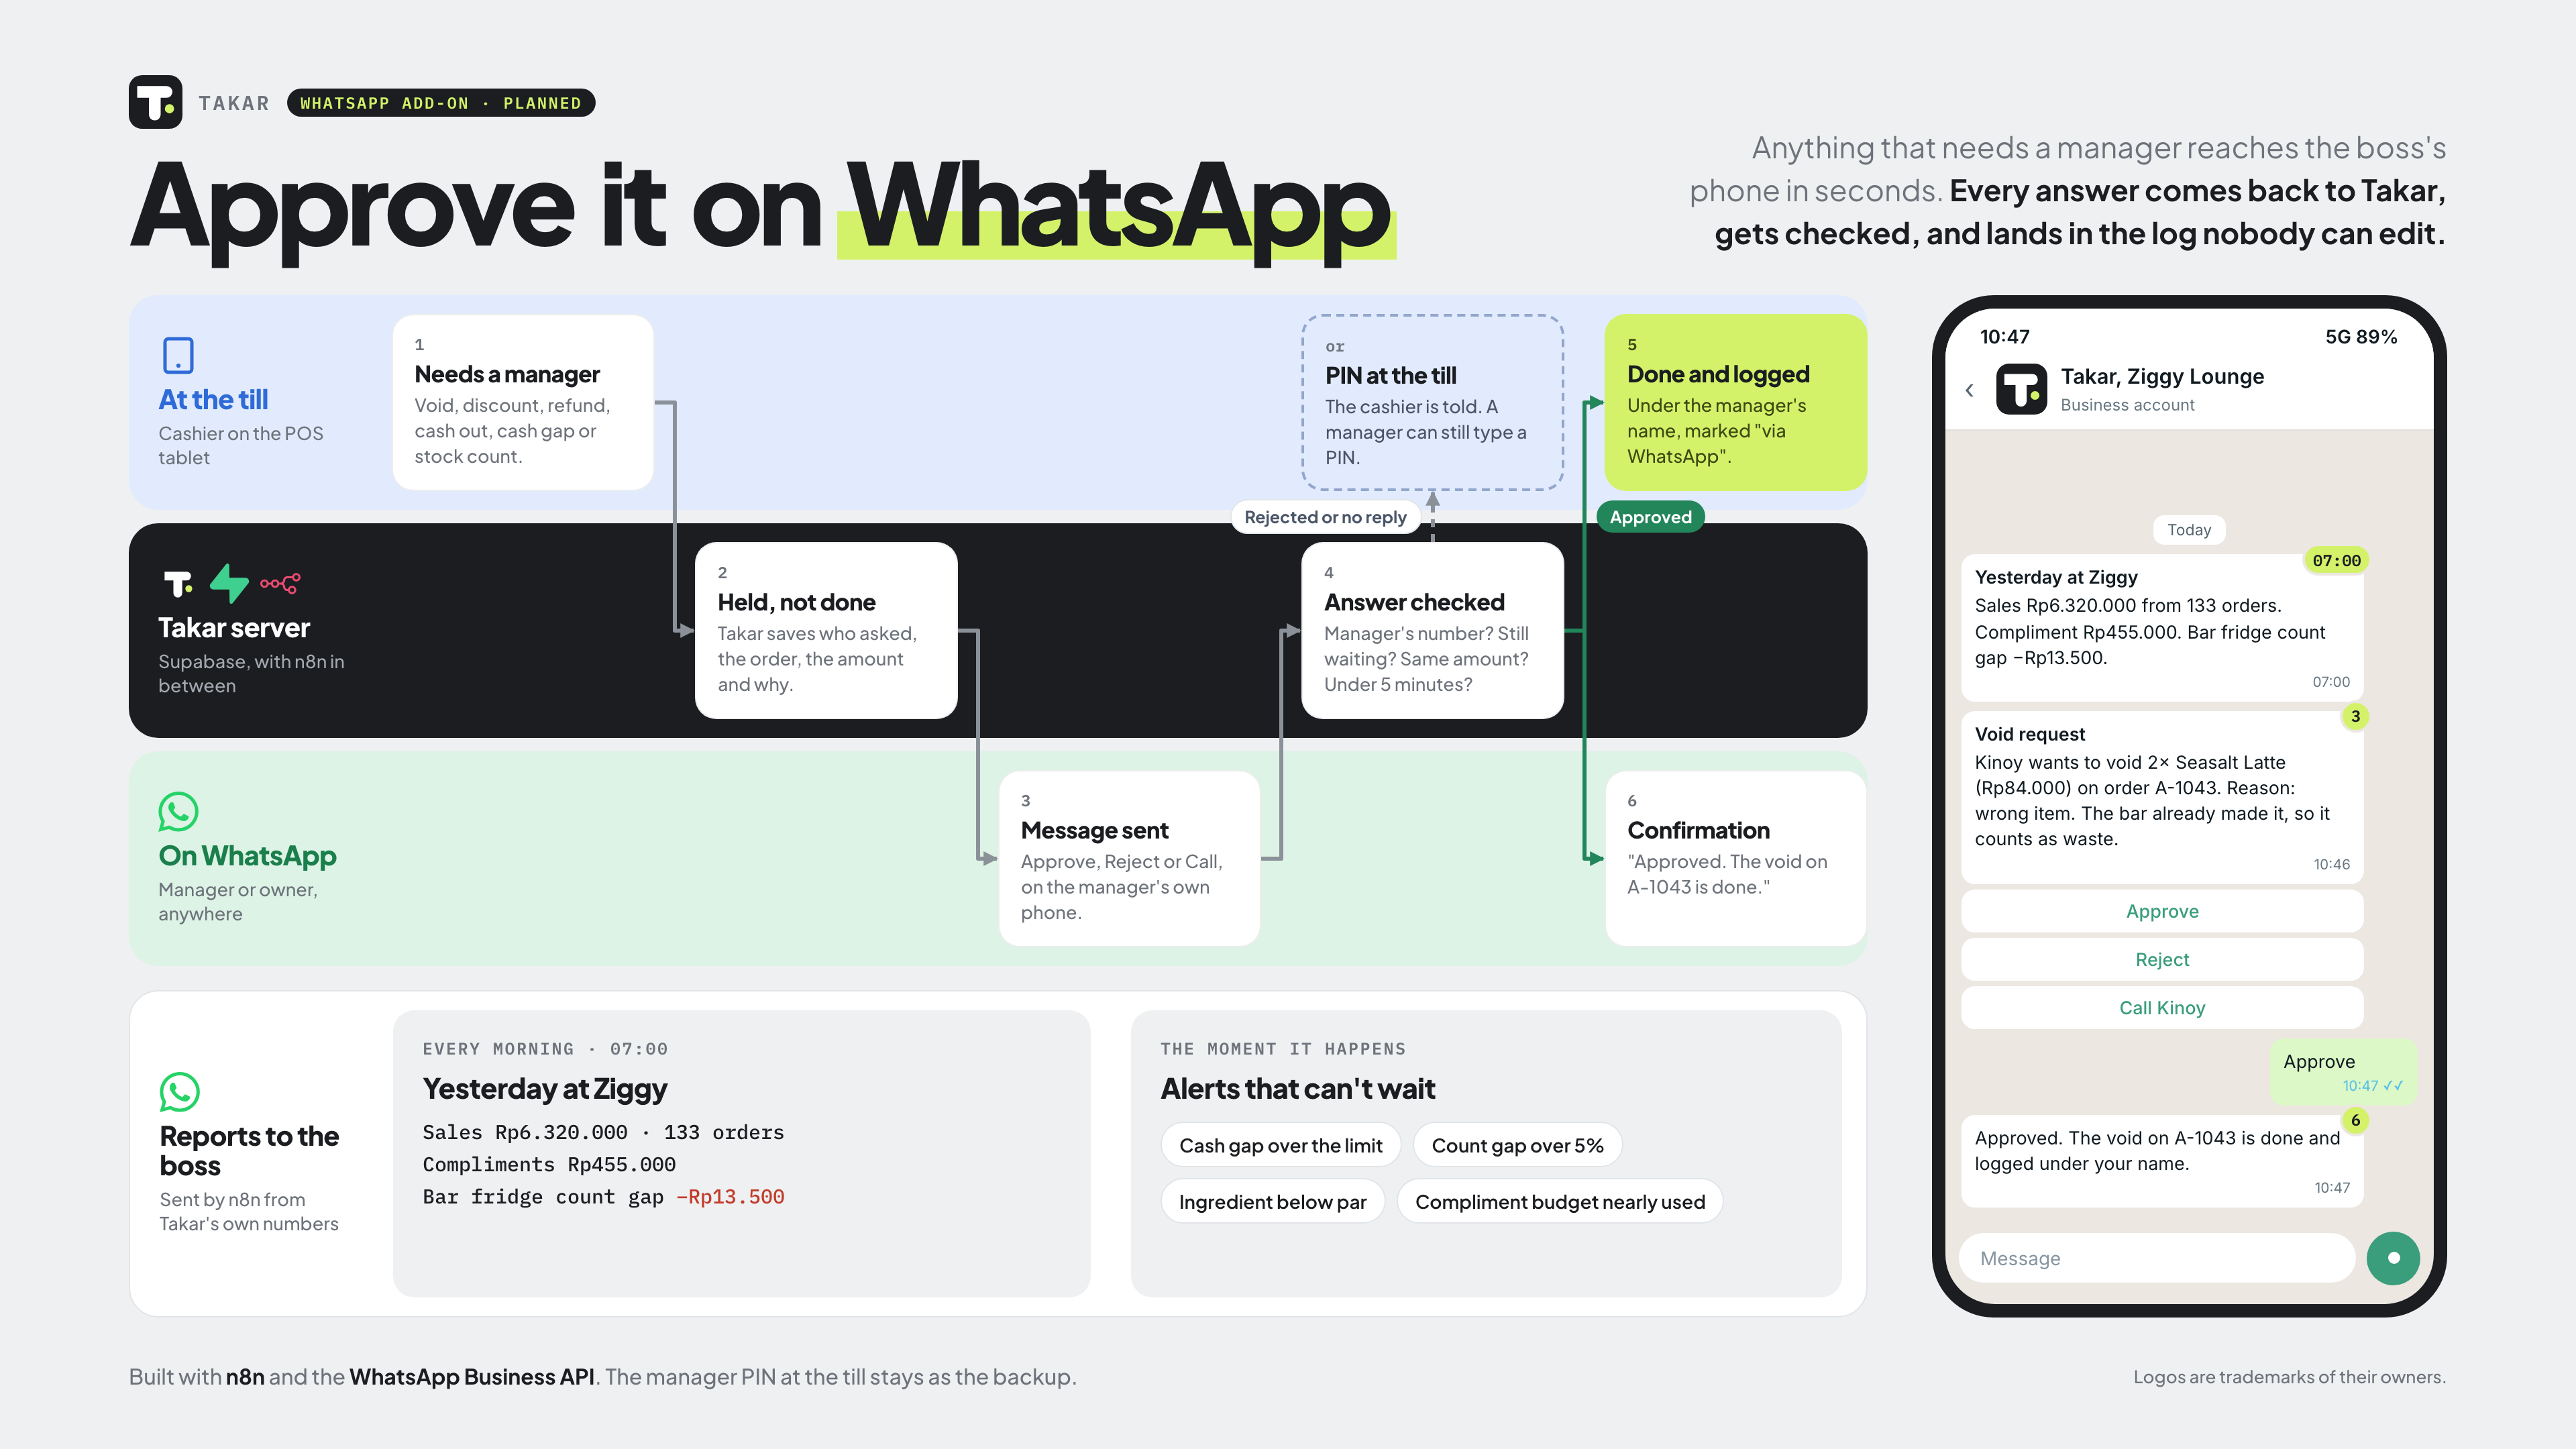 T.
TAKAR
WHATSAPP ADD-ON · PLANNED
Approve it on WhatsApp
Anything that needs a manager reaches the boss's
phone in seconds. Every answer comes back to Takar,
gets checked, and lands in the log nobody can edit.
At the till
Cashier on the POS
tablet
1
Needs a manager
Void, discount, refund,
cash out, cash gap or
stock count.
or
PIN at the till
The cashier is told. A
manager can still type a
PIN.
5
Done and logged
Under the manager's
name, marked "via
WhatsApp".
Rejected or no reply
Approved
T.
Takar server
Supabase, with n8n in
between
2
Held, not done
Takar saves who asked,
the order, the amount
and why.
4
Answer checked
Manager's number? Still
waiting? Same amount?
Under 5 minutes?
On WhatsApp
Manager or owner,
anywhere
3
Message sent
Approve, Reject or Call,
on the manager's own
phone.
6
Confirmation
"Approved. The void on
A-1043 is done."
Reports to the
boss
Sent by n8n from
Takar's own numbers
EVERY MORNING · 07:00
Yesterday at Ziggy
Sales Rp6.320.000 · 133 orders
Compliments Rp455.000
Bar fridge count gap −Rp13.500
THE MOMENT IT HAPPENS
Alerts that can't wait
Cash gap over the limit
Count gap over 5%
Ingredient below par
Compliment budget nearly used
10:47
5G 89%
T.
Takar, Ziggy Lounge
Business account
Today
07:00
Yesterday at Ziggy
Sales Rp6.320.000 from 133 orders.
Compliment Rp455.000. Bar fridge count
gap −Rp13.500.
07:00
3
Void request
Kinoy wants to void 2× Seasalt Latte
(Rp84.000) on order A-1043. Reason:
wrong item. The bar already made it, so it
counts as waste.
10:46
Approve
Reject
Call Kinoy
Approve
10:47 ✓✓
6
Approved. The void on A-1043 is done and
logged under your name.
10:47
Message
Built with n8n and the WhatsApp Business API. The manager PIN at the till stays as the backup.
Logos are trademarks of their owners.